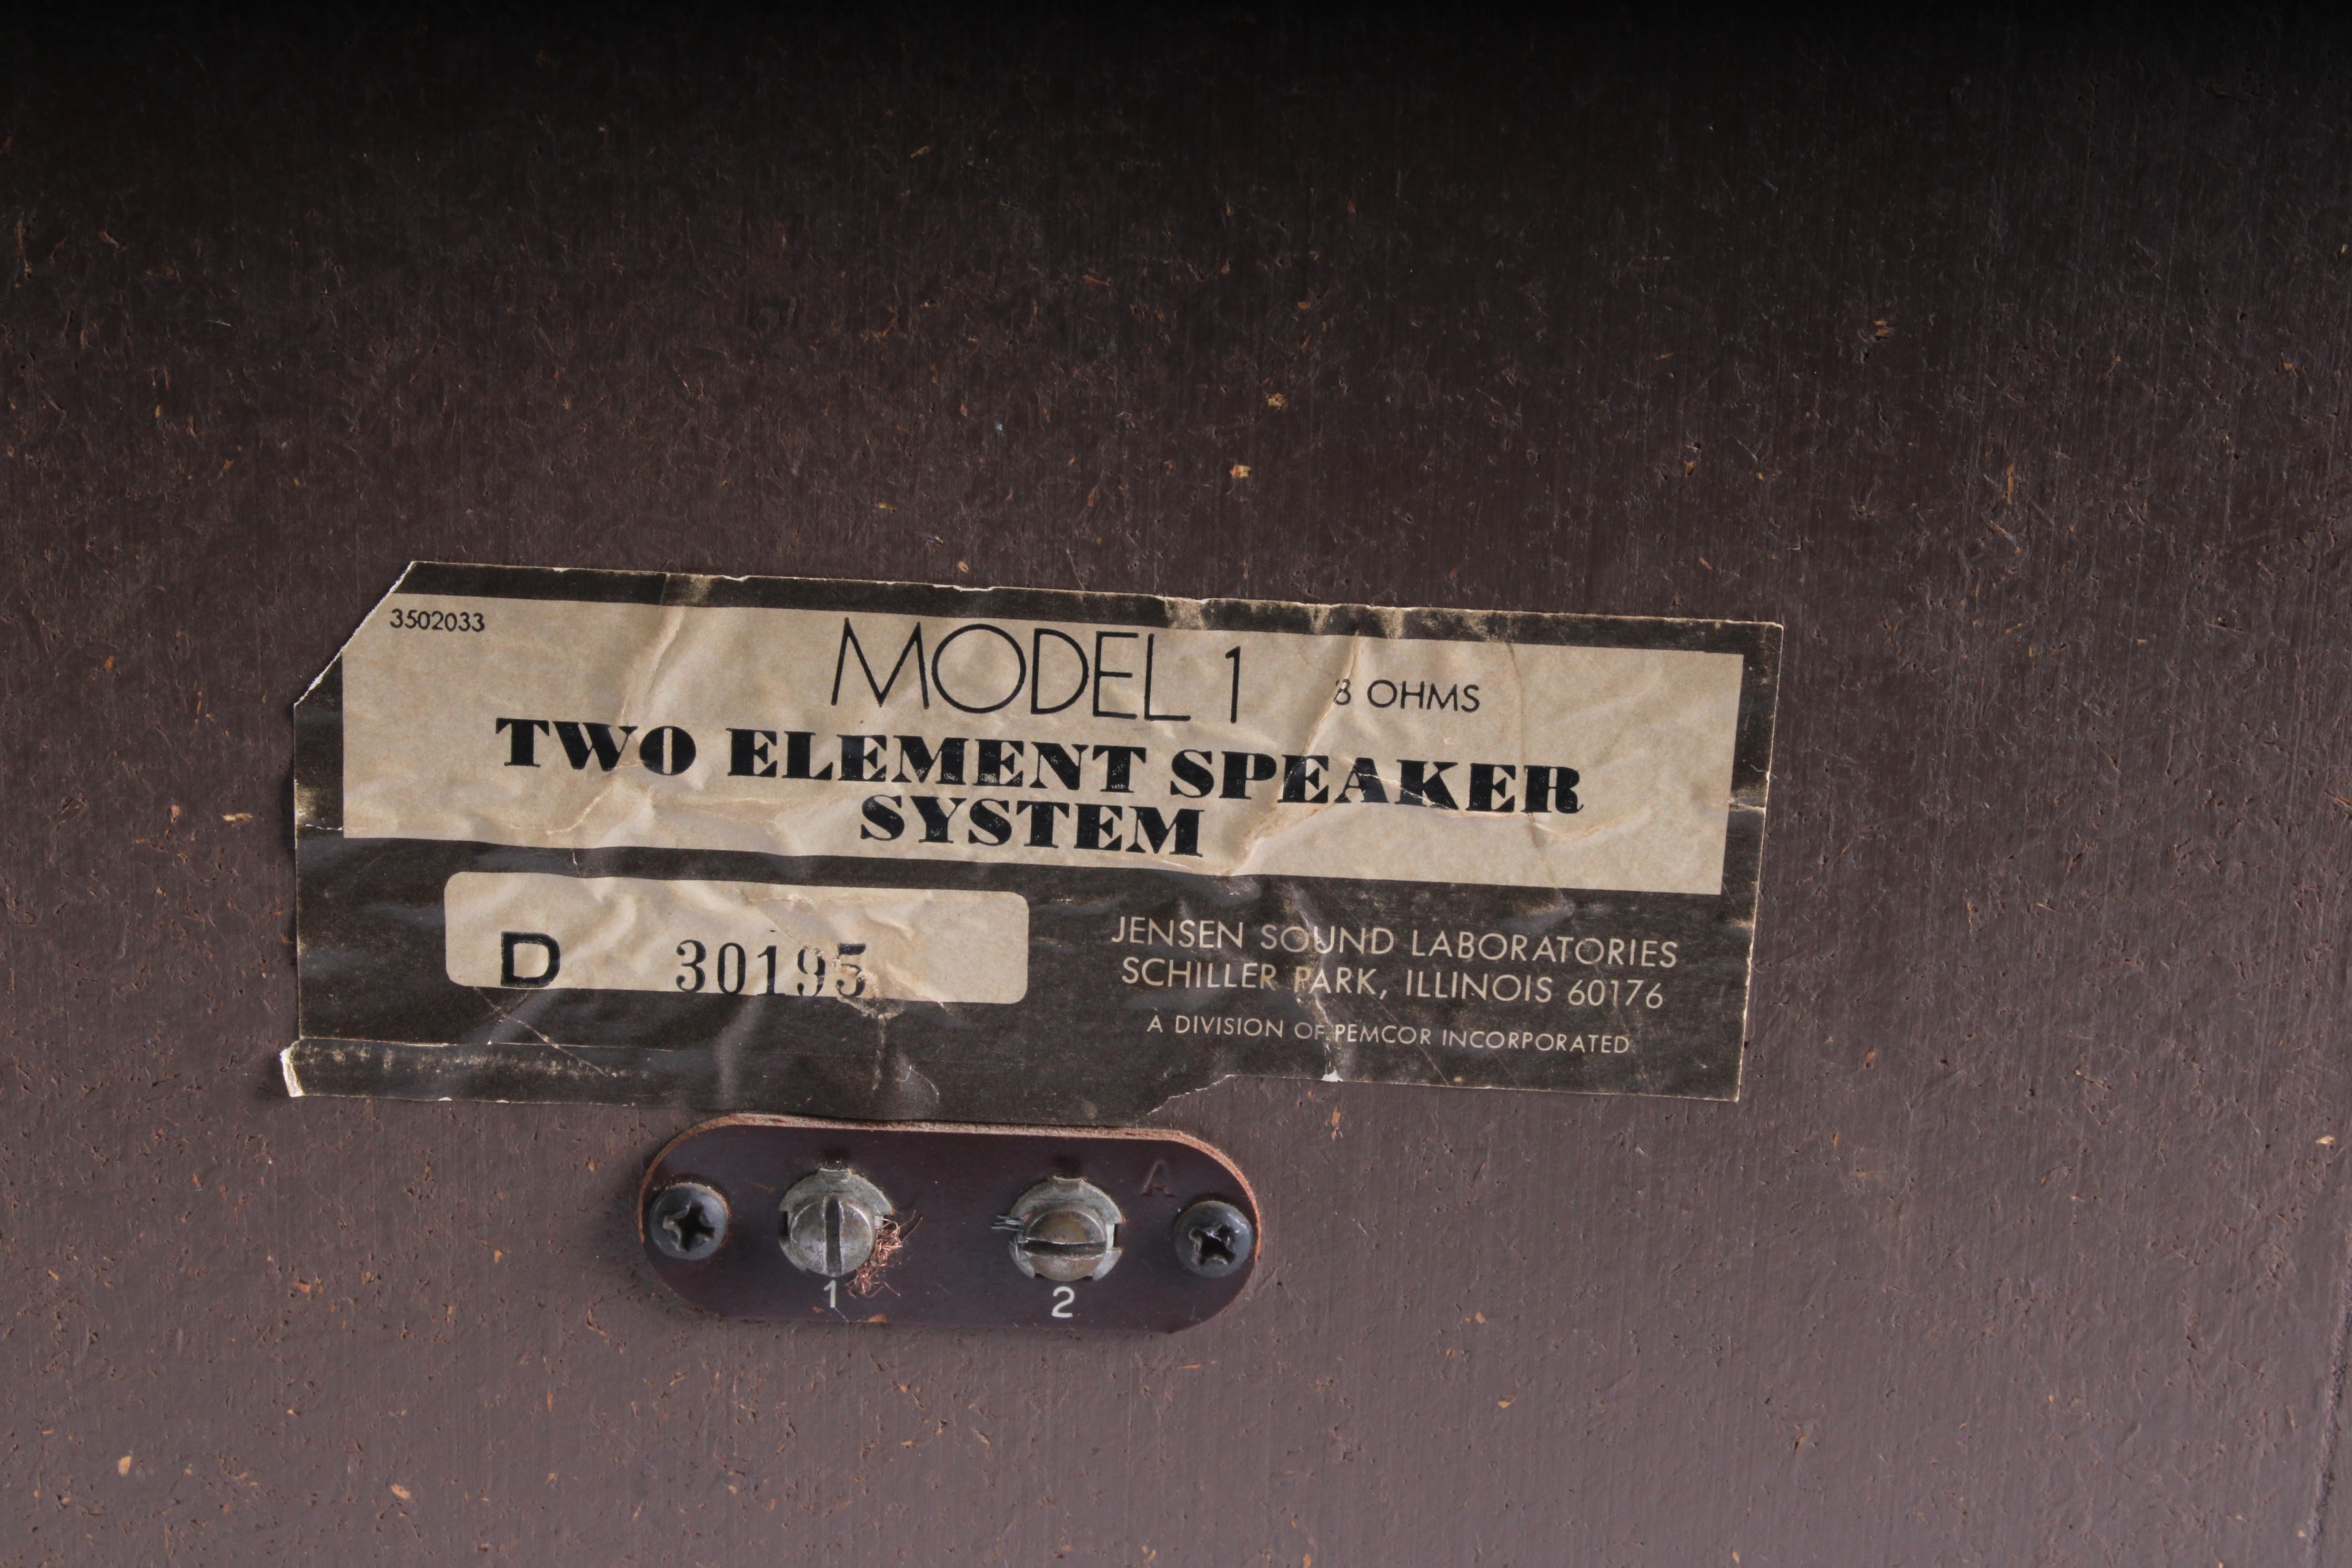 3502033
MODEL 1 8 OHMS
TWO ELEMENT SPEAKER
SYSTEM
D 30195
JENSEN SOUND LABORATORIES
SCHILLER PARK, ILLINOIS 60176
A DIVISION OF PEMCOR INCORPORATED
A
1 2